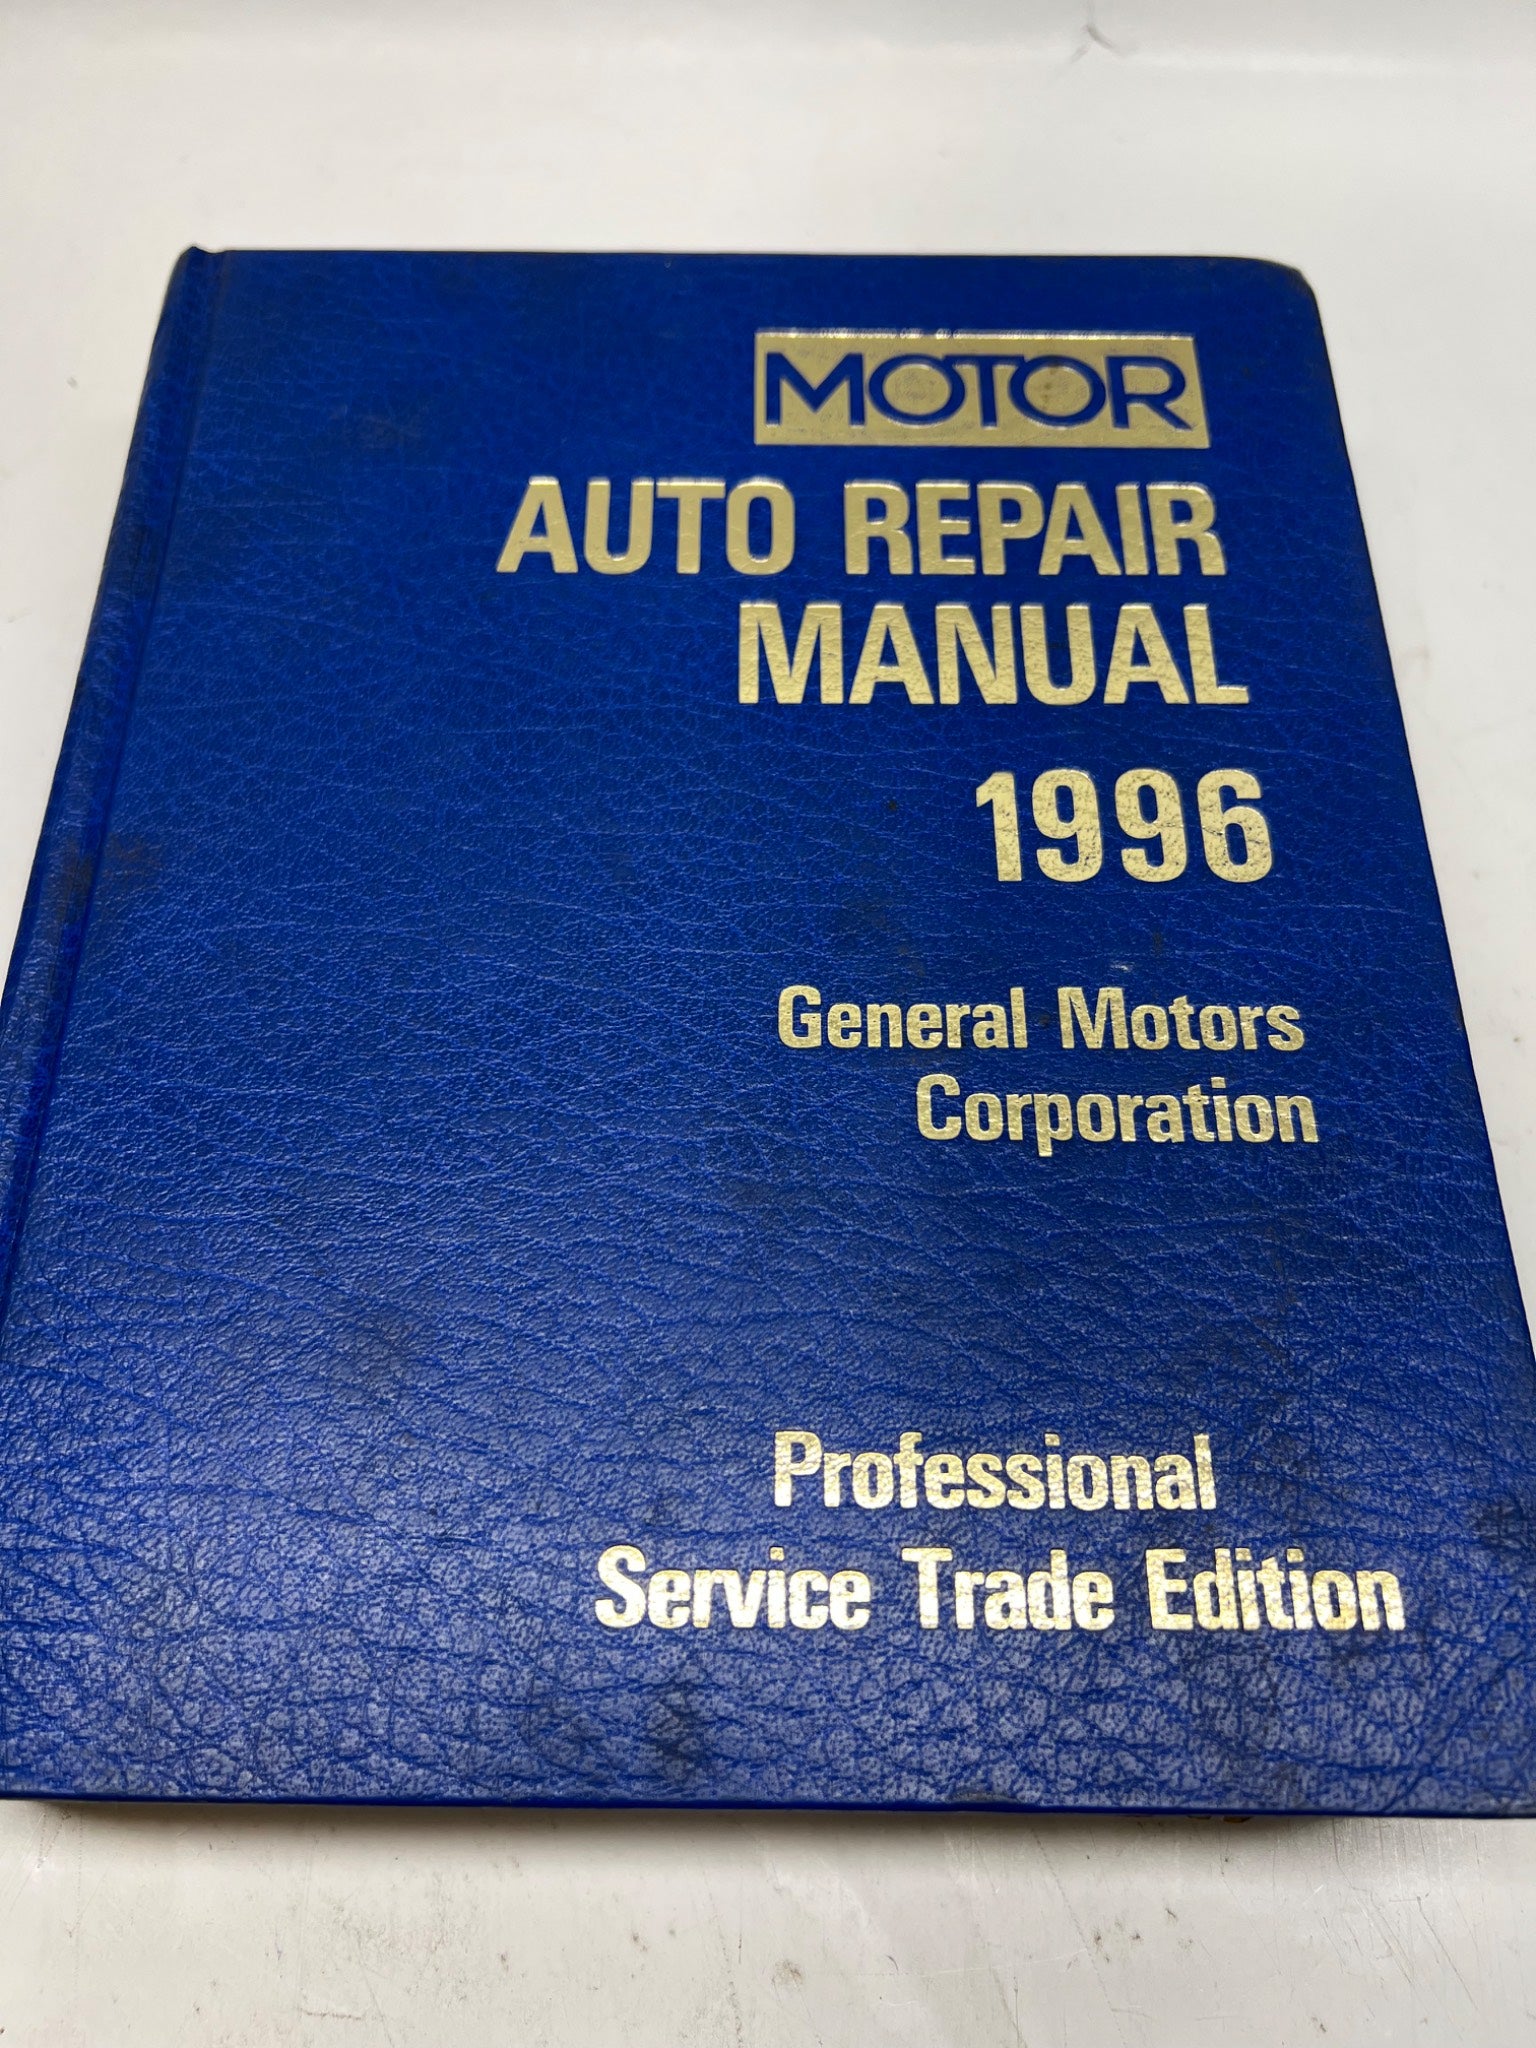 MOTOR
AUTO REPAIR
MANUAL
1996
General Motors
Corporation
Professional
Service Trade Edition